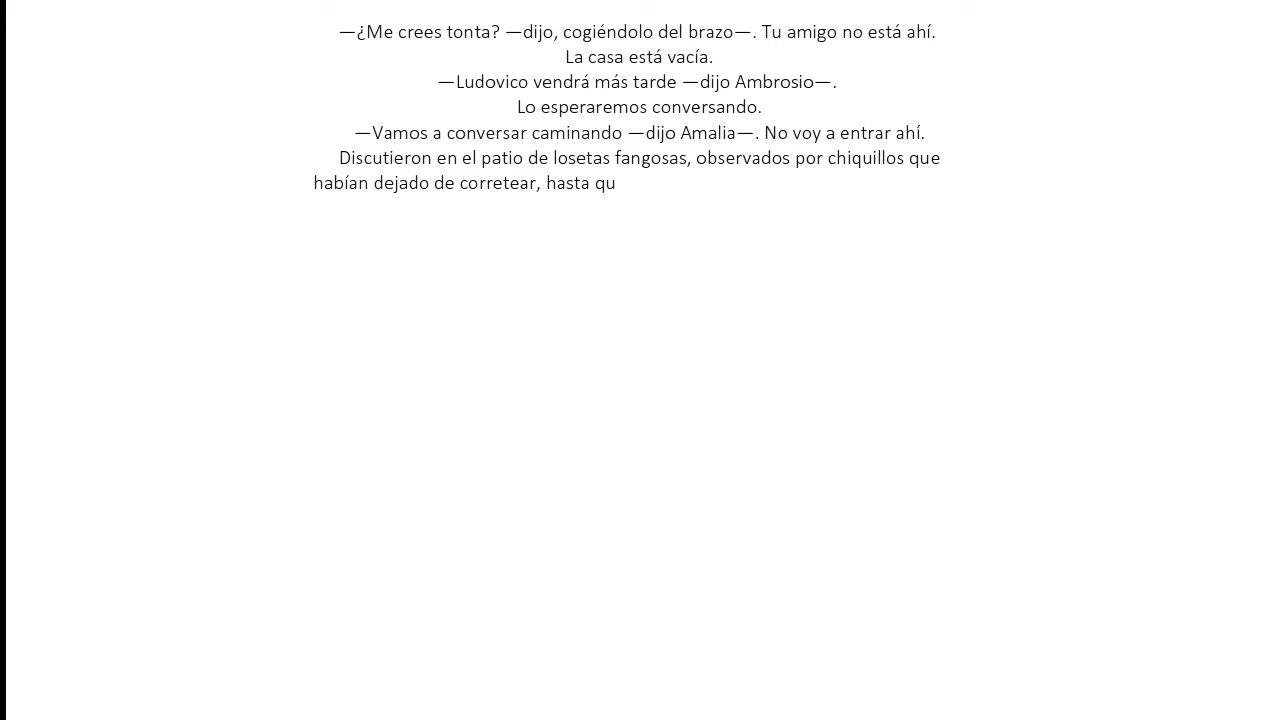 —¿Me crees tonta? —dijo, cogiéndolo del brazo—. Tu amigo no está ahí.
La casa está vacía.
—Ludovico vendrá más tarde —dijo Ambrosio—.
Lo esperaremos conversando.
—Vamos a conversar caminando —dijo Amalia—. No voy a entrar ahí.
Discutieron en el patio de losetas fangosas, observados por chiquillos que
habían dejado de corretear, hasta qu